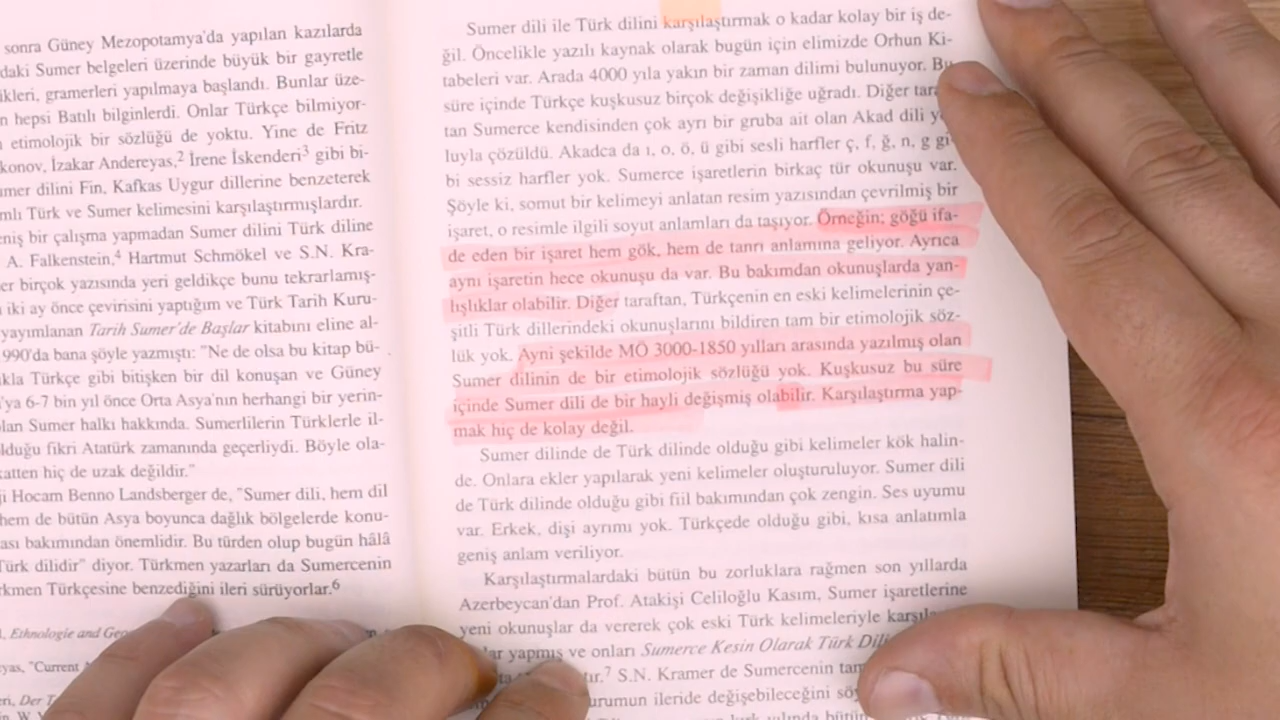 sonra Güney Mezopotamya'da yapılan kazılarda
daki Sumer belgeleri üzerinde büyük bir gayretle
ikleri, gramerleri yapılmaya başlandı. Bunlar üze-
n hepsi Batılı bilginlerdi. Onlar Türkçe bilmiyor-
etimolojik bir sözlüğü de yoktu. Yine de Fritz
konov, İzakar Andereyas,2 İrene İskenderi3 gibi bi-
umer dilini Fin, Kafkas Uygur dillerine benzeterek
mlı Türk ve Sumer kelimesini karşılaştırmışlardır.
eniş bir çalışma yapmadan Sumer dilini Türk diline
A. Falkenstein,4 Hartmut Schmökel ve S.N. Kra-
er birçok yazısında yeri geldikçe bunu tekrarlamış-
iki ay önce çevirisini yaptığım ve Türk Tarih Kuru-
yayımlanan Tarih Sumer'de Başlar kitabını eline al-
990'da bana şöyle yazmıştı: "Ne de olsa bu kitap bü-
ıkla Türkçe gibi bitişken bir dil konuşan ve Güney
'ya 6-7 bin yıl önce Orta Asya'nın herhangi bir yerin-
olan Sumer halkı hakkında. Sumerlilerin Türklerle il-
olduğu fikri Atatürk zamanında geçerliydi. Böyle ola-
katten hiç de uzak değildir."
ji Hocam Benno Landsberger de, "Sumer dili, hem dil
hem de bütün Asya boyunca dağlık bölgelerde konu-
ası bakımından önemlidir. Bu türden olup bugün hâlâ
Türk dilidir" diyor. Türkmen yazarları da Sumercenin
rkmen Türkçesine benzediğini ileri sürüyorlar.6
Ethnologie and
yas, "Current
eri, Der
Sumer dili ile Türk dilini karşılaştırmak o kadar kolay bir iş de-
ğil. Öncelikle yazılı kaynak olarak bugün için elimizde Orhun Ki-
tabeleri var. Arada 4000 yıla yakın bir zaman dilimi bulunuyor. Bu
süre içinde Türkçe kuşkusuz birçok değişikliğe uğradı. Diğer taraf-
tan Sumerce kendisinden çok ayrı bir gruba ait olan Akad dili yo-
luyla çözüldü. Akadca da ı, o, ö, ü gibi sesli harfler ç, f, ğ, n, g gi-
bi sessiz harfler yok. Sumerce işaretlerin birkaç tür okunuşu var.
Şöyle ki, somut bir kelimeyi anlatan resim yazısından çevrilmiş bir
işaret, o resimle ilgili soyut anlamları da taşıyor. Örneğin; göğü ifa-
de eden bir işaret hem gök, hem de tanrı anlamına geliyor. Ayrıca
aynı işaretin hece okunuşu da var. Bu bakımdan okunuşlarda yan-
lışlıklar olabilir. Diğer taraftan, Türkçenin en eski kelimelerinin çe-
şitli Türk dillerindeki okunuşlarını bildiren tam bir etimolojik söz-
lük yok. Ayni şekilde MÖ 3000-1850 yılları arasında yazılmış olan
Sumer dilinin de bir etimolojik sözlüğü yok. Kuşkusuz bu süre
içinde Sumer dili de bir hayli değişmiş olabilir. Karşılaştırma yap-
mak hiç de kolay değil.
Sumer dilinde de Türk dilinde olduğu gibi kelimeler kök halin-
de. Onlara ekler yapılarak yeni kelimeler oluşturuluyor. Sumer dili
de Türk dilinde olduğu gibi fiil bakımından çok zengin. Ses uyumu
var. Erkek, dişi ayrımı yok. Türkçede olduğu gibi, kısa anlatımla
geniş anlam veriliyor.
Karşılaştırmalardaki bütün bu zorluklara rağmen son yıllarda
Azerbeycan'dan Prof. Atakişi Celiloğlu Kasım, Sumer işaretlerine
yeni okunuşlar da vererek çok eski Türk kelimeleriyle
yapmış ve onları Sumerce Kesin Olarak Türk
7 S.N. Kramer de Sumercenin
urumun ileride değişebileceğini
yılında bütün